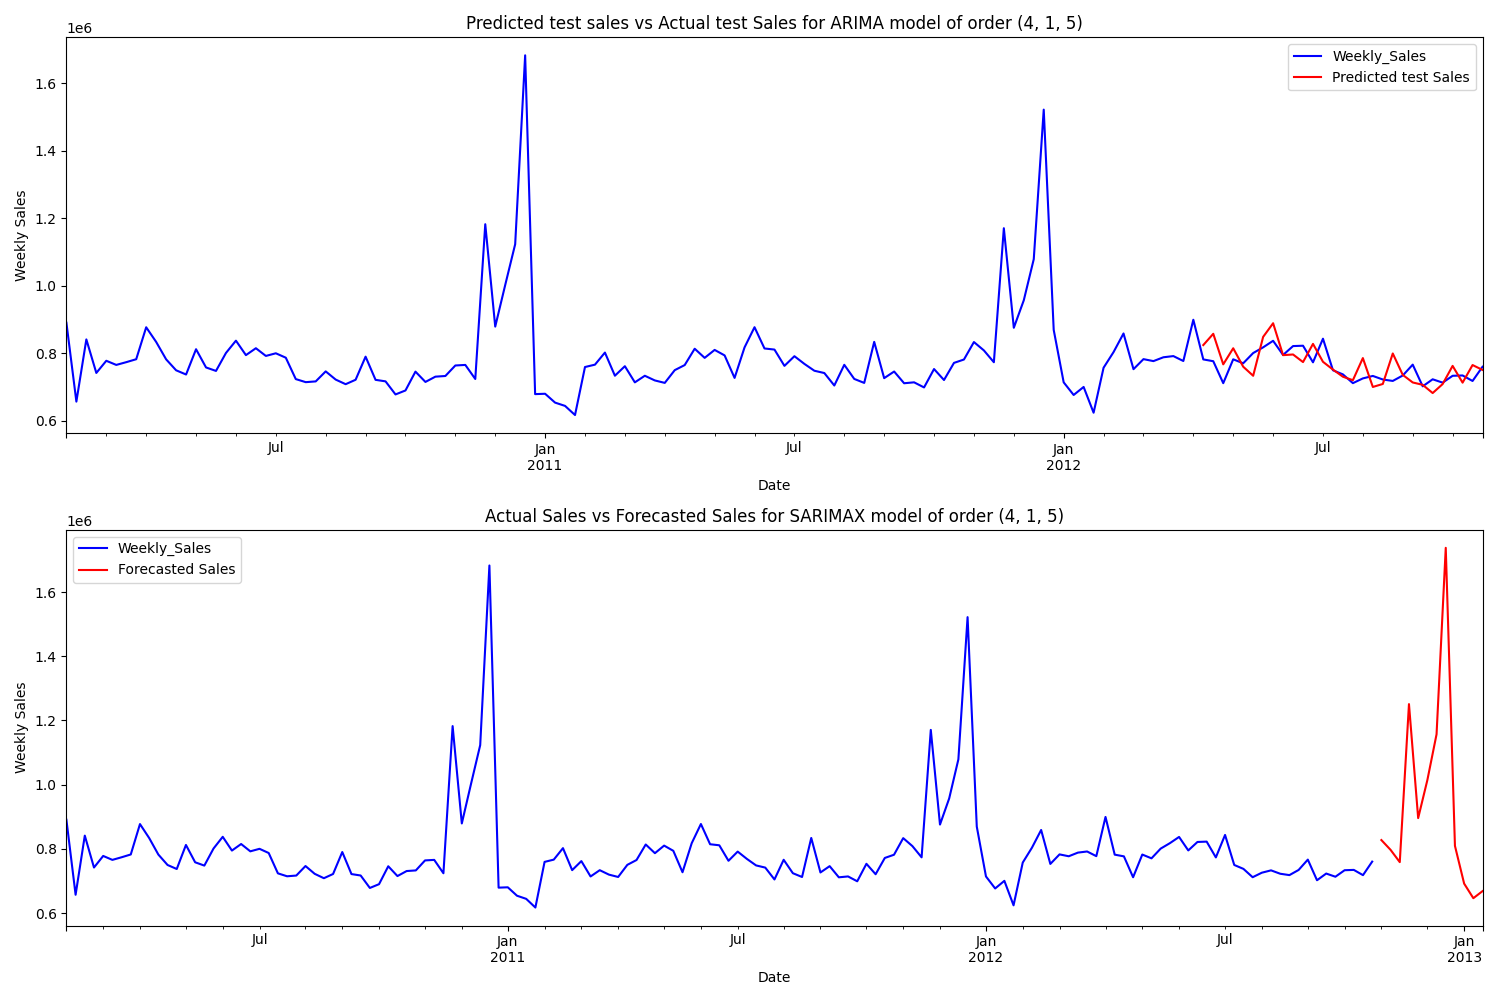 Predicted test sales vs Actual test Sales for ARIMA model of order (4, 1, 5)
1e6
Weekly_Sales
Predicted test Sales
1.6
1.4
1.2
1.0
0.8
0.6
Weekly Sales
Jul
Jan
2011
Jul
Jan
2012
Jul
Date
Actual Sales vs Forecasted Sales for SARIMAX model of order (4, 1, 5)
1e6
Weekly_Sales
Forecasted Sales
1.6
1.4
1.2
1.0
0.8
0.6
Weekly Sales
Jul
Jan
2011
Jul
Jan
2012
Jul
Jan
2013
Date